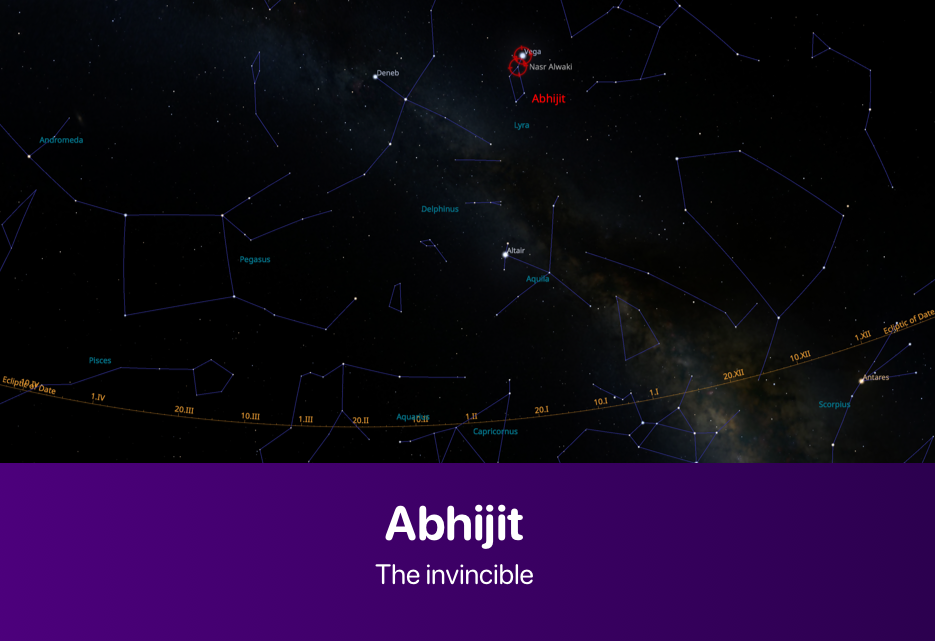 Vega
Nasr Alwaki
Deneb
Abhijit
Lyra
Andromeda
Delphinus
Altair
Pegasus
Aquila
Ecliptic of Date
1.XII
Pisces
10.XII
20.XII
Antares
Ecliptic of Date
10.IV
1.IV
1.I
10.I
Scorpius
20.III
10.III
1.III
20.II
Aquarius
10.II
1.II
20.I
Capricornus
Abhijit
The invincible